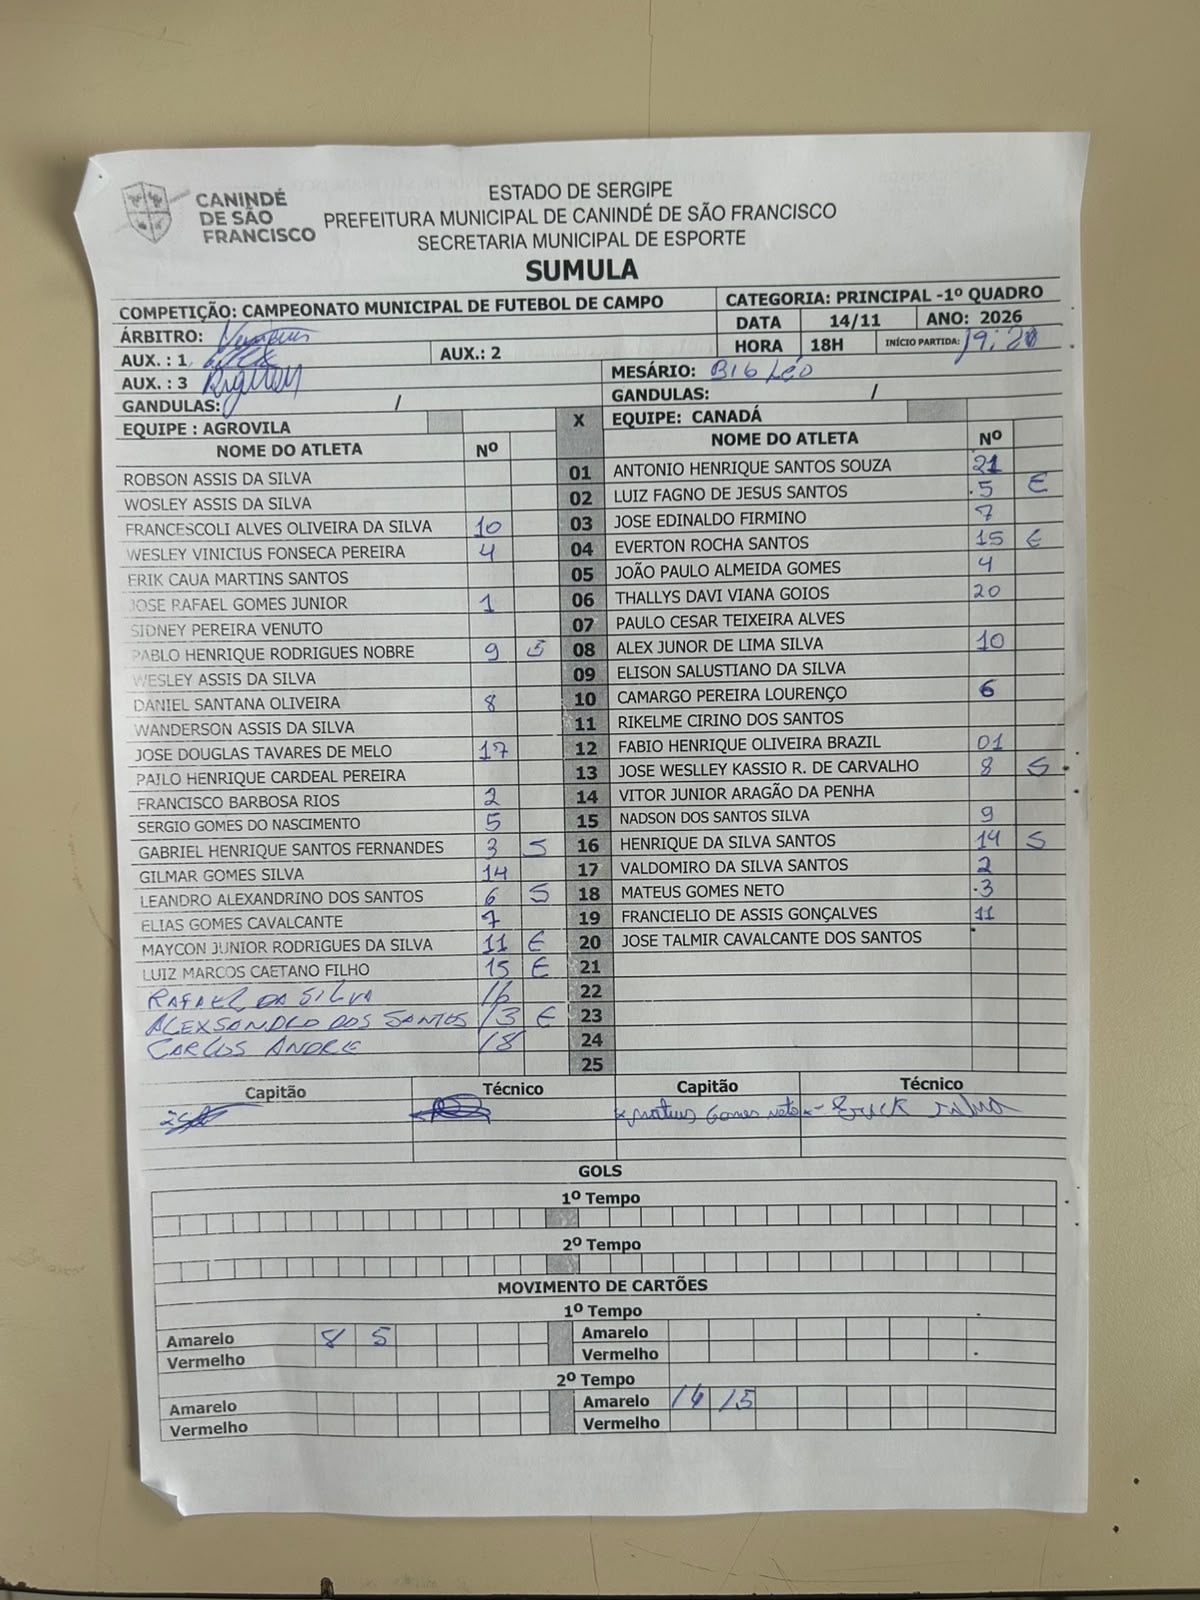 CANINDÉ
DE SÃO
FRANCISCO
ESTADO DE SERGIPE
PREFEITURA MUNICIPAL DE CANINDÉ DE SÃO FRANCISCO
SECRETARIA MUNICIPAL DE ESPORTE
SUMULA
COMPETIÇÃO: CAMPEONATO MUNICIPAL DE FUTEBOL DE CAMPO CATEGORIA: PRINCIPAL -1º QUADRO
ÁRBITRO: DATA 14/11 ANO: 2026
AUX. : 1 AUX.: 2 HORA 18H INÍCIO PARTIDA: 19:20
AUX. : 3 MESÁRIO: BIG LÉO
GANDULAS: / GANDULAS: /
EQUIPE : AGROVILA X EQUIPE: CANADÁ
NOME DO ATLETA Nº NOME DO ATLETA Nº
ROBSON ASSIS DA SILVA 01 ANTONIO HENRIQUE SANTOS SOUZA 21
WOSLEY ASSIS DA SILVA 02 LUIZ FAGNO DE JESUS SANTOS 5 E
FRANCESCOLI ALVES OLIVEIRA DA SILVA 10 03 JOSE EDINALDO FIRMINO 7
WESLEY VINICIUS FONSECA PEREIRA 4 04 EVERTON ROCHA SANTOS 15 E
ERIK CAUA MARTINS SANTOS 05 JOÃO PAULO ALMEIDA GOMES 4
JOSE RAFAEL GOMES JUNIOR 1 06 THALLYS DAVI VIANA GOIOS 20
SIDNEY PEREIRA VENUTO 07 PAULO CESAR TEIXEIRA ALVES
PABLO HENRIQUE RODRIGUES NOBRE 9 S 08 ALEX JUNOR DE LIMA SILVA 10
WESLEY ASSIS DA SILVA 09 ELISON SALUSTIANO DA SILVA
DANIEL SANTANA OLIVEIRA 8 10 CAMARGO PEREIRA LOURENÇO 6
WANDERSON ASSIS DA SILVA 11 RIKELME CIRINO DOS SANTOS
JOSE DOUGLAS TAVARES DE MELO 17 12 FABIO HENRIQUE OLIVEIRA BRAZIL 01
PAULO HENRIQUE CARDEAL PEREIRA 13 JOSE WESLLEY KASSIO R. DE CARVALHO 8 S
FRANCISCO BARBOSA RIOS 2 14 VITOR JUNIOR ARAGÃO DA PENHA
SERGIO GOMES DO NASCIMENTO 5 15 NADSON DOS SANTOS SILVA 9
GABRIEL HENRIQUE SANTOS FERNANDES 3 S 16 HENRIQUE DA SILVA SANTOS 14 S
GILMAR GOMES SILVA 14 17 VALDOMIRO DA SILVA SANTOS 2
LEANDRO ALEXANDRINO DOS SANTOS 6 S 18 MATEUS GOMES NETO 3
ELIAS GOMES CAVALCANTE 7 19 FRANCIELIO DE ASSIS GONÇALVES 11
MAYCON JUNIOR RODRIGUES DA SILVA 11 E 20 JOSE TALMIR CAVALCANTE DOS SANTOS
LUIZ MARCOS CAETANO FILHO 15 E 21
RAFAEL DA SILVA 16 22
ALEXSANDRO DOS SANTOS 13 E 23
CARLOS ANDRE 18 24
25
Capitão Técnico Capitão Técnico
Mateus Gomes Neto Erick Silva
GOLS
1º Tempo
2º Tempo
MOVIMENTO DE CARTÕES
1º Tempo
Amarelo 8 5 Amarelo
Vermelho Vermelho
2º Tempo
Amarelo Amarelo 14 15
Vermelho Vermelho